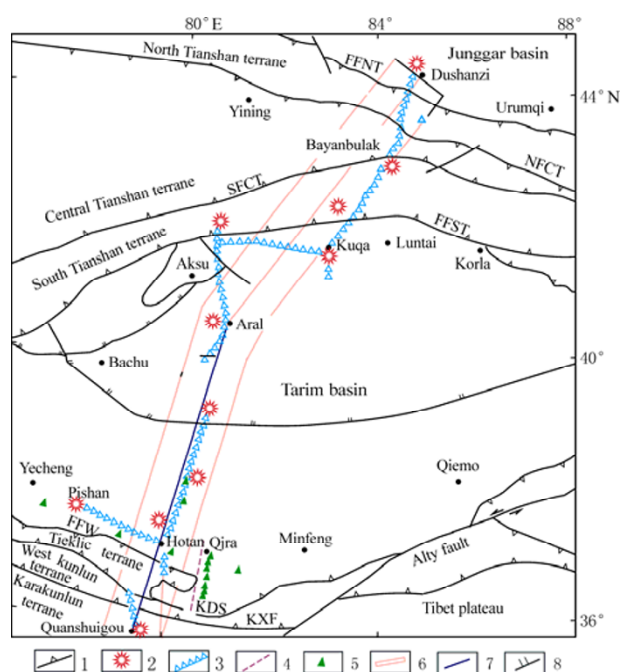 80° E
84°
88°
North Tianshan terrane
FFNT
Junggar basin
Dushanzi
44° N
Yining
Urumqi
Bayanbulak
NFCT
Central Tianshan terrane
SFCT
South Tianshan terrane
FFST
Kuqa
Luntai
Korla
Aksu
Aral
Bachu
40°
Tarim basin
Yecheng
Qiemo
Pishan
FFW
Hotan
Qira
Minfeng
Tieklic terrane
Alty fault
West kunlun
terrane
Karakunlun
terrane
KDS
KXF
Tibet plateau
36°
Quanshuigou
1 2 3 4 5 6 7 8